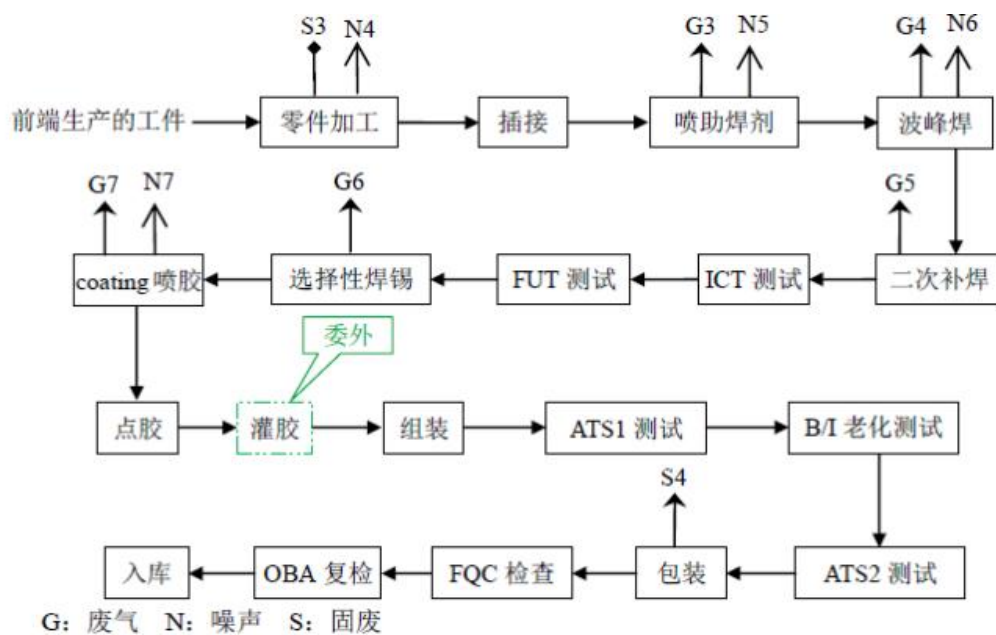 S3 N4 G3 N5 G4 N6
前端生产的工件 零件加工 插接 喷助焊剂 波峰焊
G7 N7 G6 G5
coating 喷胶 选择性焊锡 FUT 测试 ICT 测试 二次补焊
委外
点胶 灌胶 组装 ATS1 测试 B/I 老化测试
S4
入库 OBA 复检 FQC 检查 包装 ATS2 测试
G：废气 N：噪声 S：固废